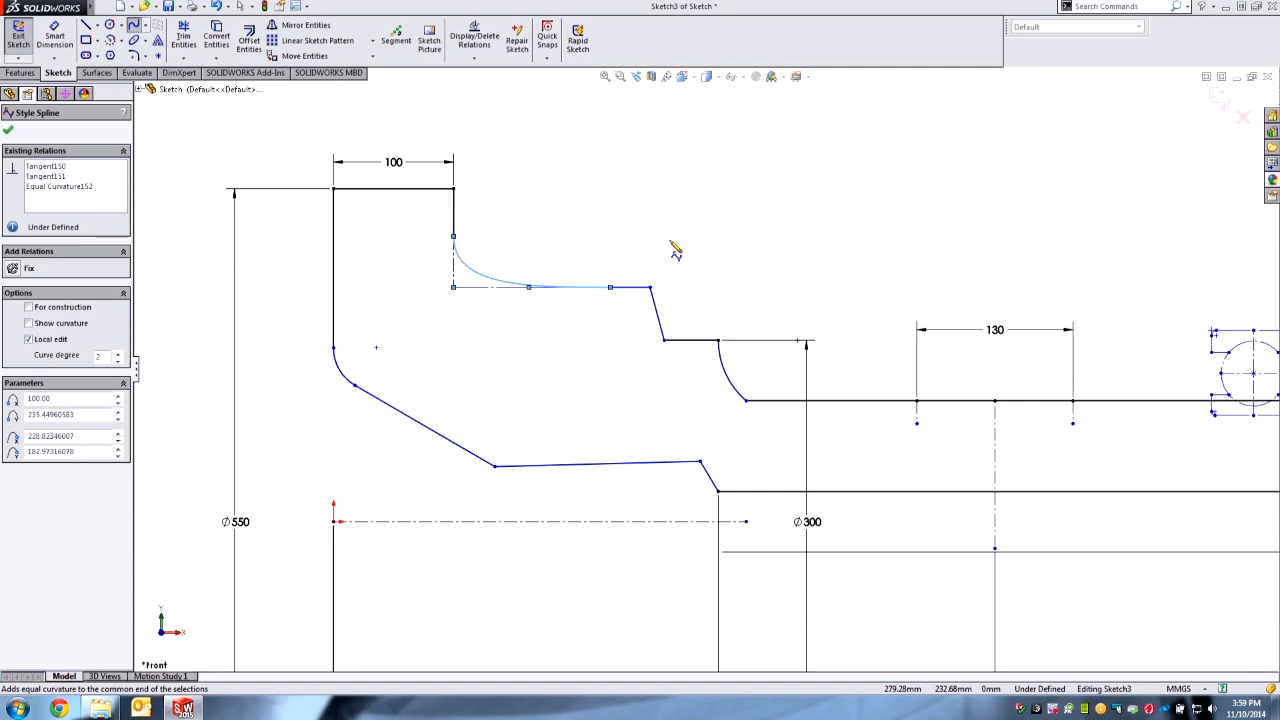 SOLIDWORKS
Sketch3 of Sketch *
Search Commands
Exit Sketch
Smart Dimension
Trim Entities
Convert Entities
Offset Entities
Mirror Entities
Linear Sketch Pattern
Move Entities
Segment
Sketch Picture
Display/Delete Relations
Repair Sketch
Quick Snaps
Rapid Sketch
Default
Features
Sketch
Surfaces
Evaluate
DimXpert
SOLIDWORKS Add-Ins
SOLIDWORKS MBD
Sketch (Default<<Default>...
Style Spline
?
Existing Relations
Tangent150
Tangent151
Equal Curvature152
Under Defined
Add Relations
Fix
Options
For construction
Show curvature
Local edit
Curve degree 2
Parameters
100.00
235.44960583
228.82346007
182.97316078
100
130
Ø550
Ø300
Y
X
*Front
Model
3D Views
Motion Study 1
Adds equal curvature to the common end of the selections
279.28mm 232.68mm 0mm Under Defined Editing Sketch3 MMGS
2015
3:59 PM
11/10/2014